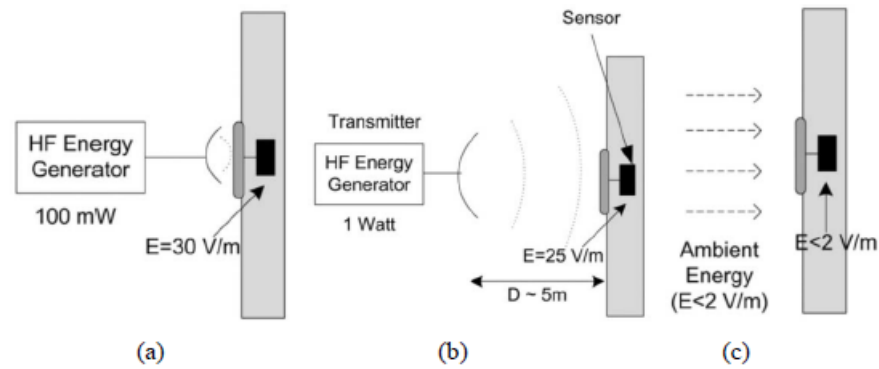 HF Energy
Generator
100 mW
E=30 V/m
(a)
Sensor
Transmitter
HF Energy
Generator
1 Watt
E=25 V/m
D ~ 5m
(b)
Ambient
Energy
(E<2 V/m)
E<2 V/m
(c)